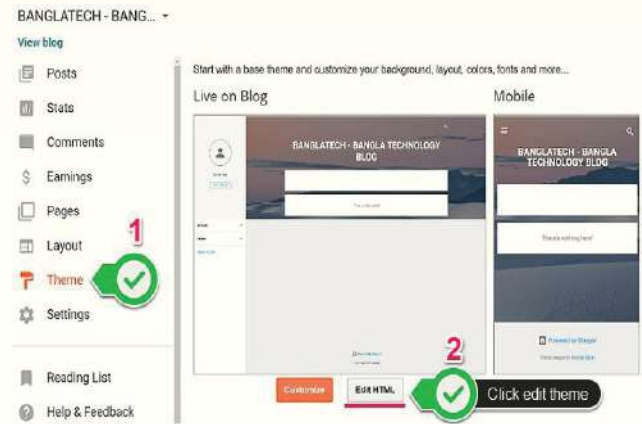 BANGLATECH - BANG...
View blog
Posts
Stats
Comments
Earnings
Pages
Layout
1
Theme
Settings
Reading List
Help & Feedback
Start with a base theme and customize your background, layout, colors, fonts and more...
Live on Blog
Mobile
BANGLATECH - BANGLA TECHNOLOGY
BLOG
BANGLATECH - BANGLA
TECHNOLOGY BLOG
There's nothing here!
Powered by Blogger
Customize
EDIT HTML
2
Click edit theme